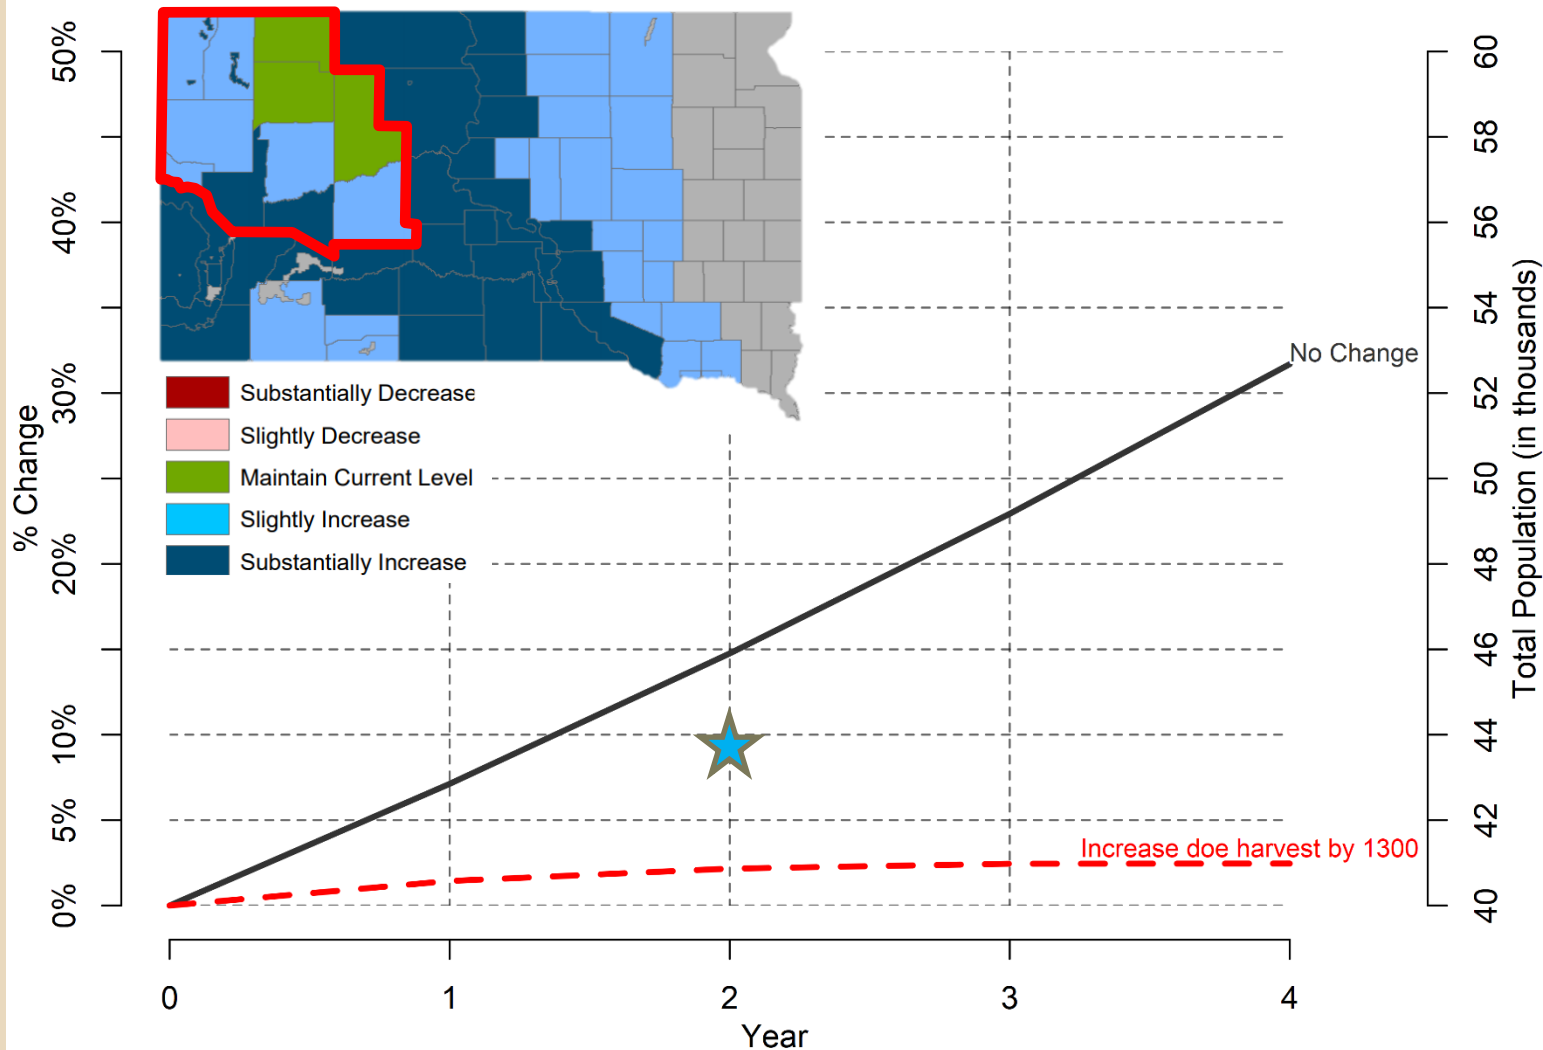 % Change
50%
40%
30%
20%
10%
5%
0%
Substantially Decrease
Slightly Decrease
Maintain Current Level
Slightly Increase
Substantially Increase
No Change
Increase doe harvest by 1300
60
58
56
54
52
50
48
46
44
42
40
Total Population (in thousands)
0 1 2 3 4
Year